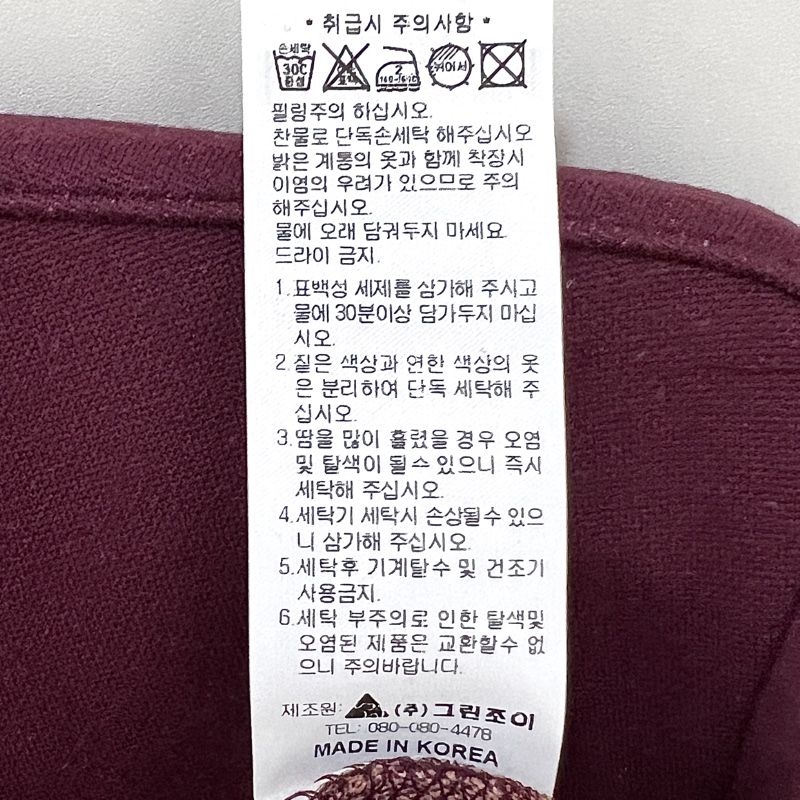 • 취급시 주의사항 •
손세탁
30C
중성
2
뉘어서
필링주의 하십시오.
찬물로 단독손세탁 해주십시오
밝은 계통의 옷과 함께 착장시
이염의 우려가 있으므로 주의
해주십시오.
물에 오래 담궈두지 마세요.
드라이 금지.
1.표백성 세제를 삼가해 주시고
물에 30분이상 담가두지 마십
시오.
2.짙은 색상과 연한 색상의 옷
은 분리하여 단독 세탁해 주
십시오.
3.땀을 많이 흘렸을 경우 오염
및 탈색이 될수 있으니 즉시
세탁해 주십시오.
4.세탁기 세탁시 손상될수 있으
니 삼가해 주십시오.
5.세탁후 기계탈수 및 건조기
사용금지.
6.세탁 부주의로 인한 탈색및
오염된 제품은 교환할수 없
으니 주의바랍니다.
제조원: (주)그린조이
TEL: 080-080-4478
MADE IN KOREA